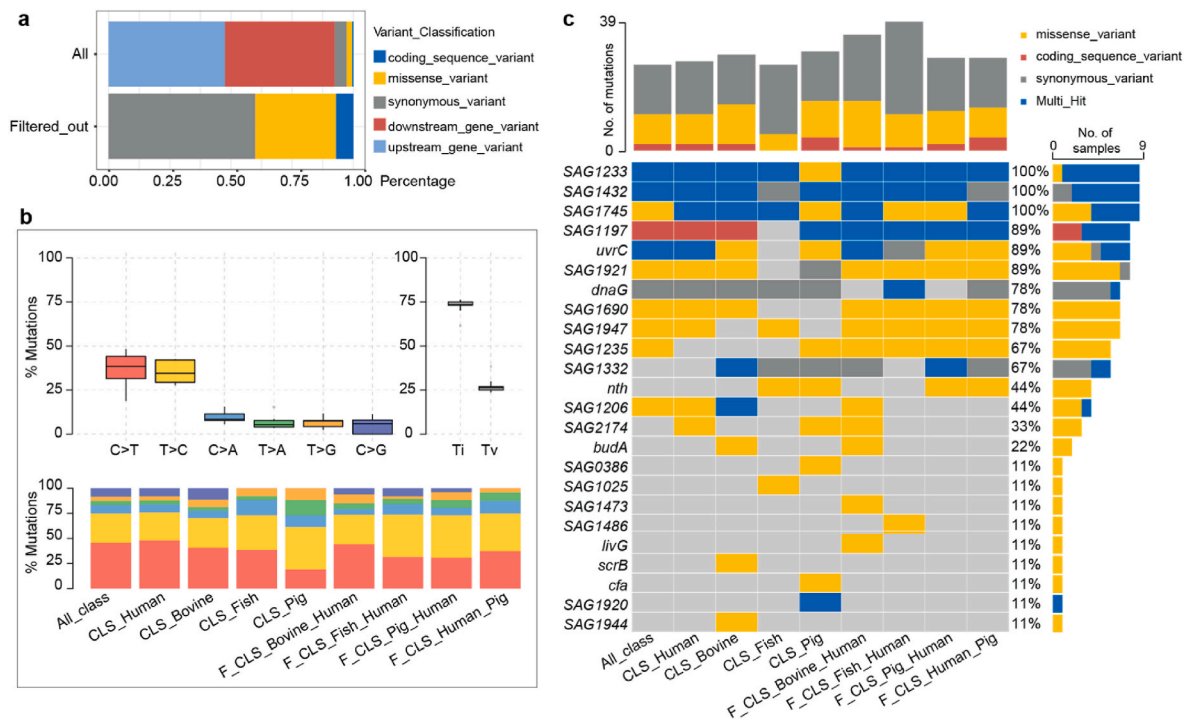 a
All
Filtered_out
0.00
0.25
0.50
0.75
1.00
Percentage
Variant_Classification
coding_sequence_variant
missense_variant
synonymous_variant
downstream_gene_variant
upstream_gene_variant
b
% Mutations
100
75
50
25
0
C>T
T>C
C>A
T>A
T>G
C>G
100
75
50
25
0
Ti
Tv
% Mutations
100
75
50
25
0
All_class
CLS_Human
CLS_Bovine
CLS_Fish
CLS_Pig
F_CLS_Bovine_Human
F_CLS_Fish_Human
F_CLS_Pig_Human
F_CLS_Human_Pig
c
No. of mutations
39
0
missense_variant
coding_sequence_variant
synonymous_variant
Multi_Hit
No. of
samples
0 9
SAG1233 100%
SAG1432 100%
SAG1745 100%
SAG1197 89%
uvrC 89%
SAG1921 89%
dnaG 78%
SAG1690 78%
SAG1947 78%
SAG1235 67%
SAG1332 67%
nth 44%
SAG1206 44%
SAG2174 33%
budA 22%
SAG0386 11%
SAG1025 11%
SAG1473 11%
SAG1486 11%
livG 11%
scrB 11%
cfa 11%
SAG1920 11%
SAG1944 11%
All_class
CLS_Human
CLS_Bovine
CLS_Fish
CLS_Pig
F_CLS_Bovine_Human
F_CLS_Fish_Human
F_CLS_Pig_Human
F_CLS_Human_Pig